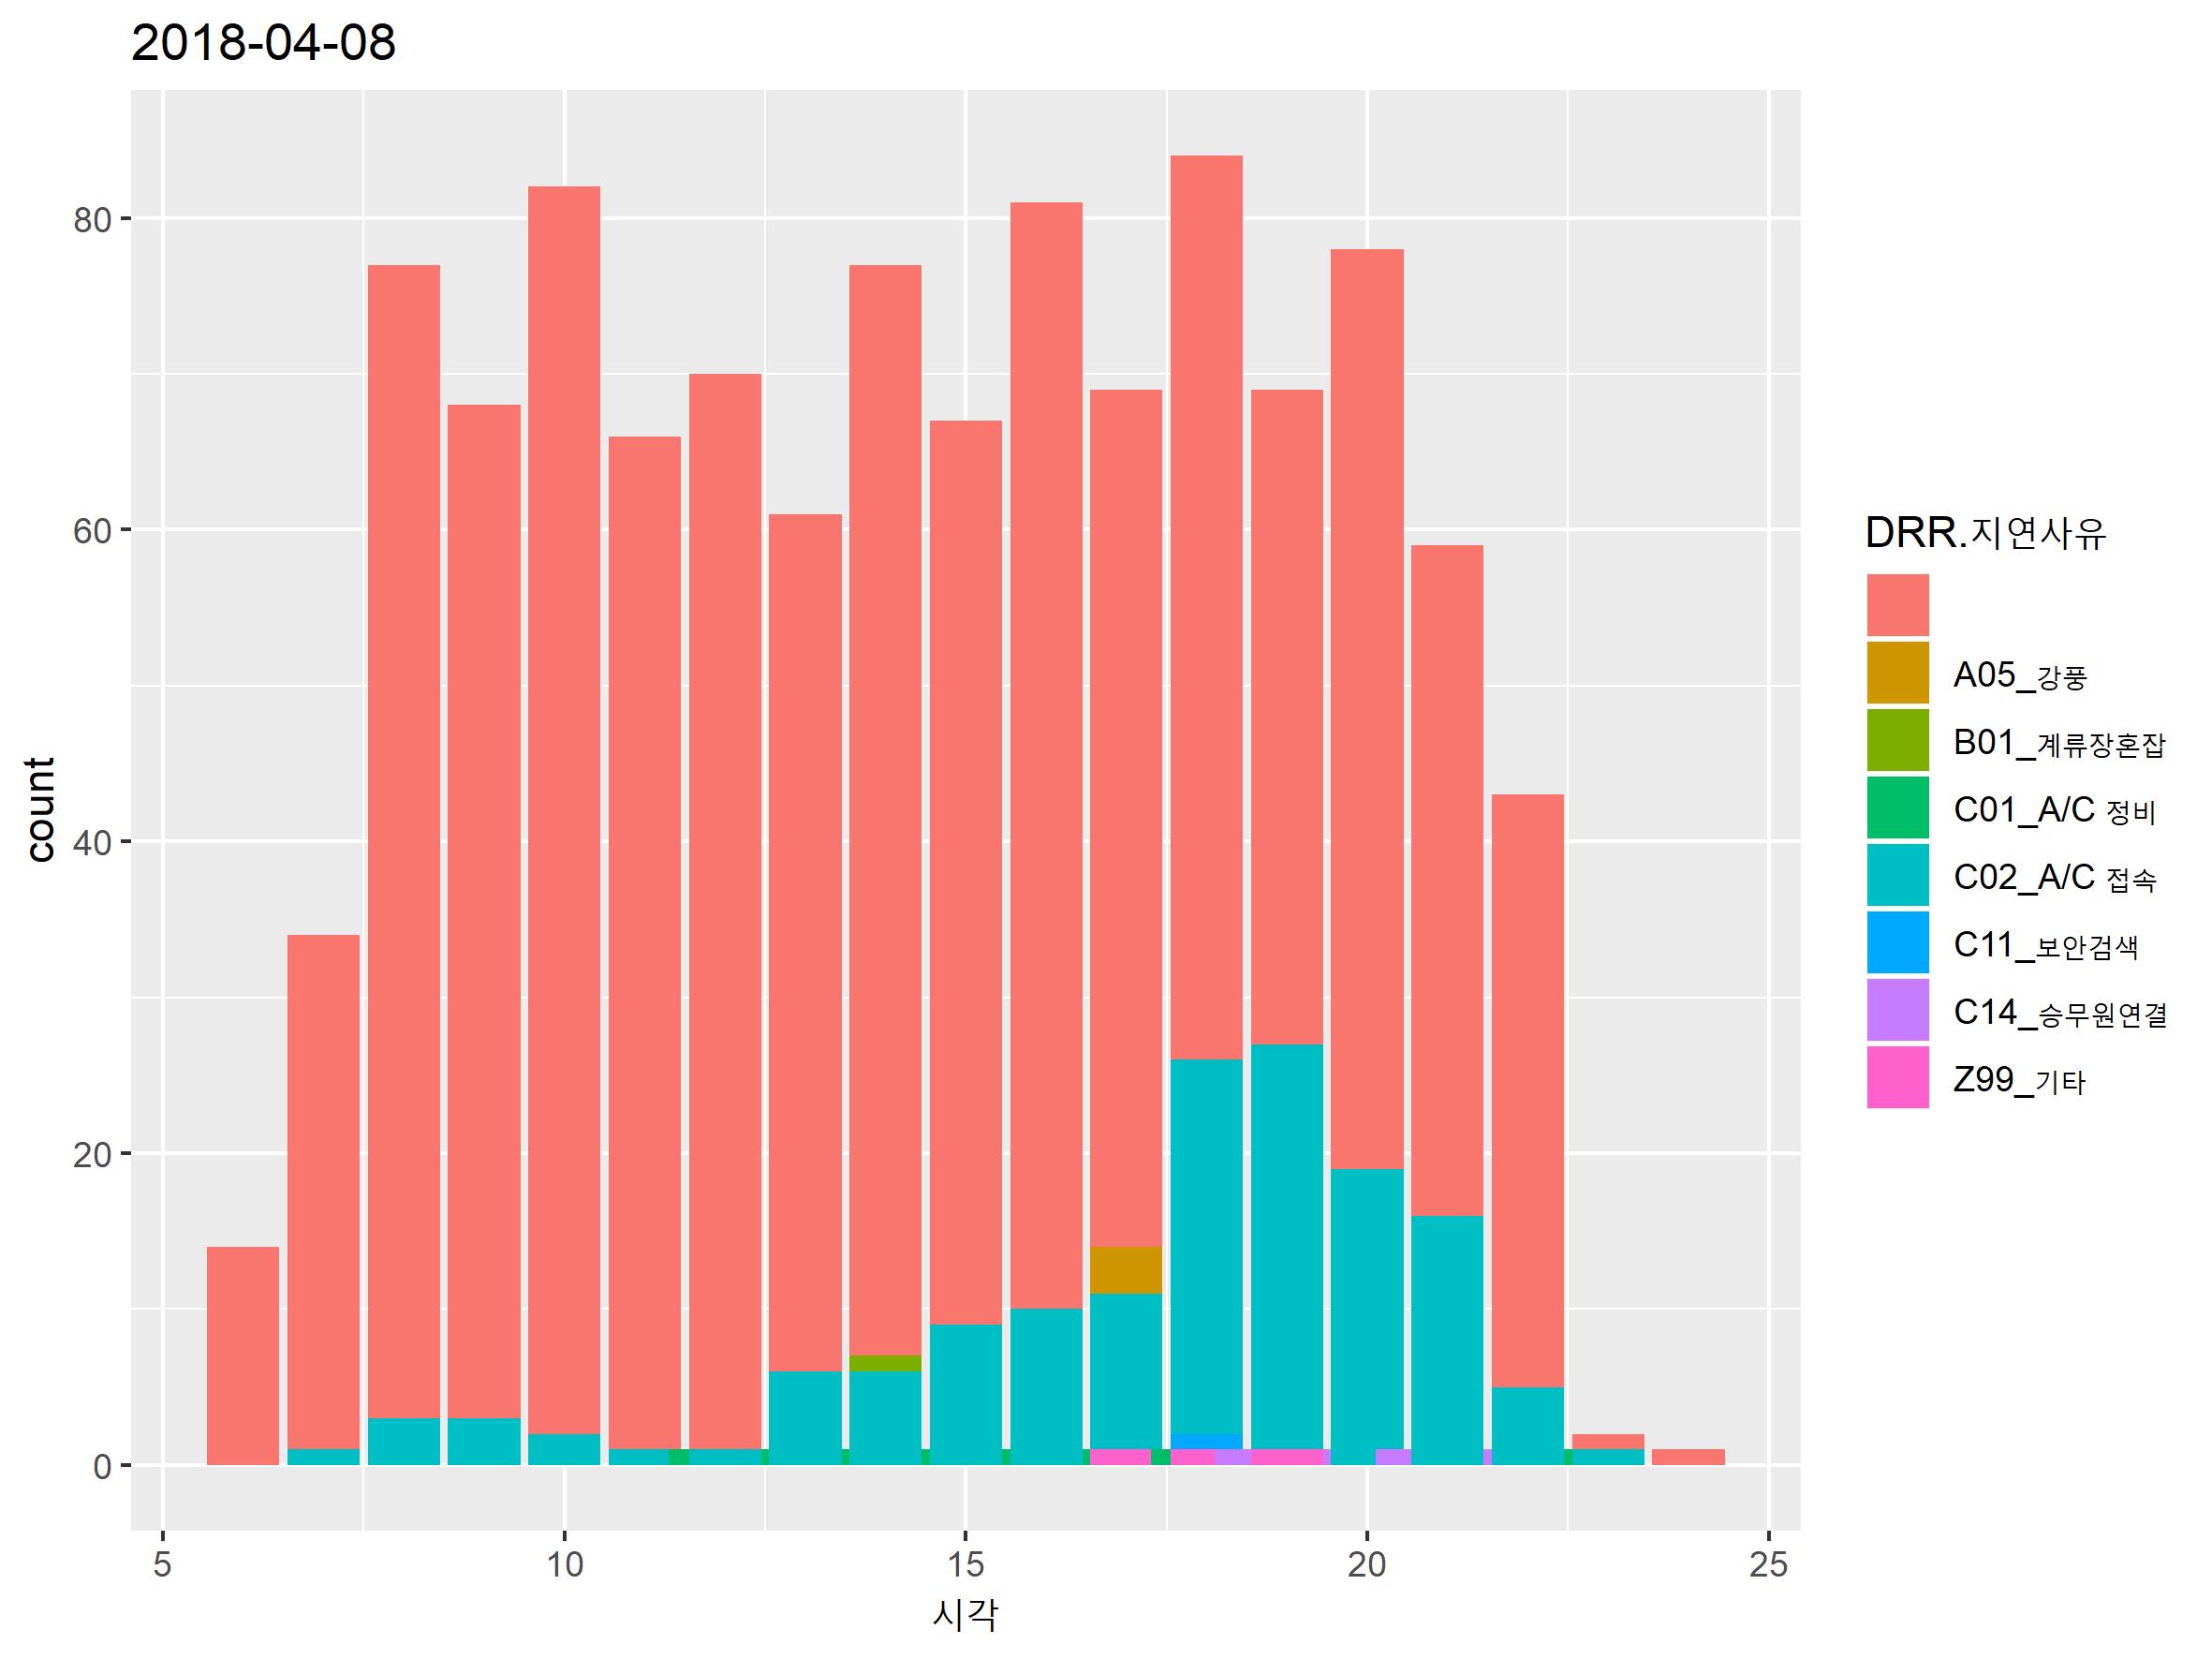 2018-04-08
count
80
60
40
20
0
5 10 15 20 25
시각
DRR.지연사유
A05_강풍
B01_계류장혼잡
C01_A/C 정비
C02_A/C 접속
C11_보안검색
C14_승무원연결
Z99_기타